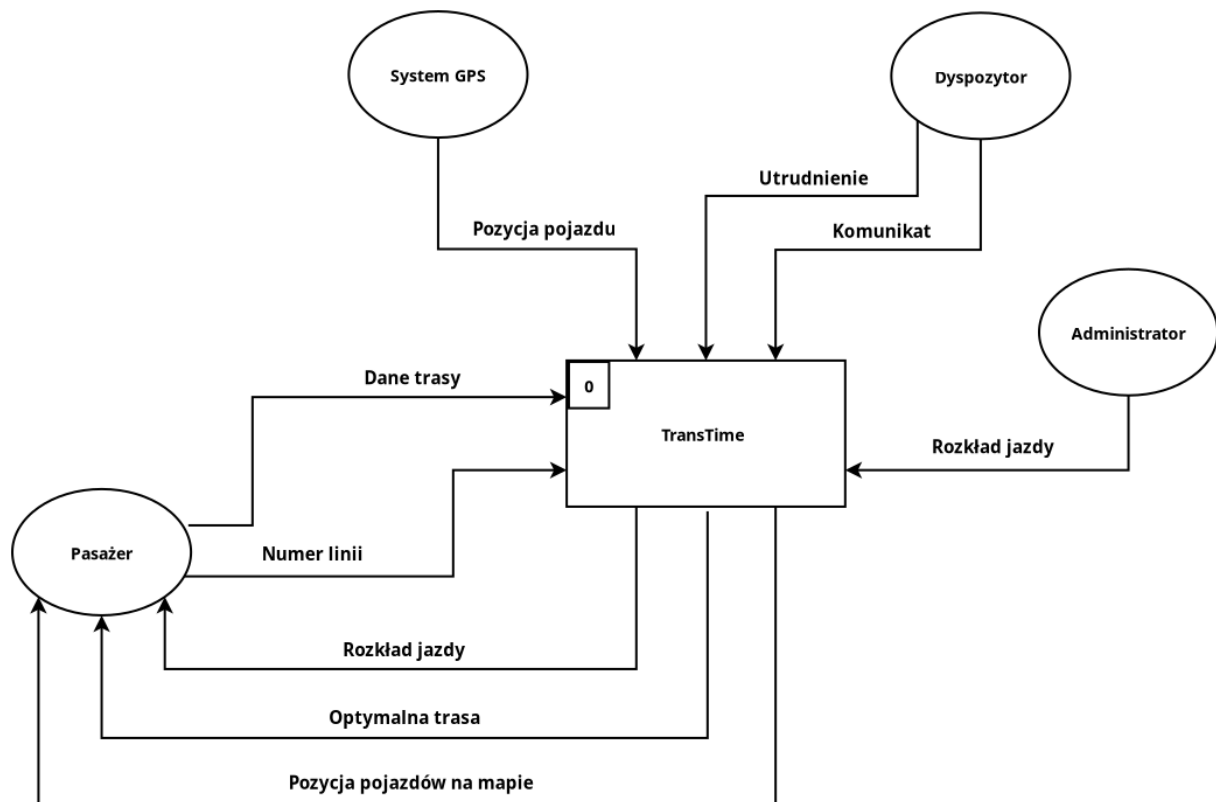 System GPS
Dyspozytor
Utrudnienie
Pozycja pojazdu
Komunikat
Administrator
Dane trasy
0
TransTime
Rozkład jazdy
Pasażer
Numer linii
Rozkład jazdy
Optymalna trasa
Pozycja pojazdów na mapie